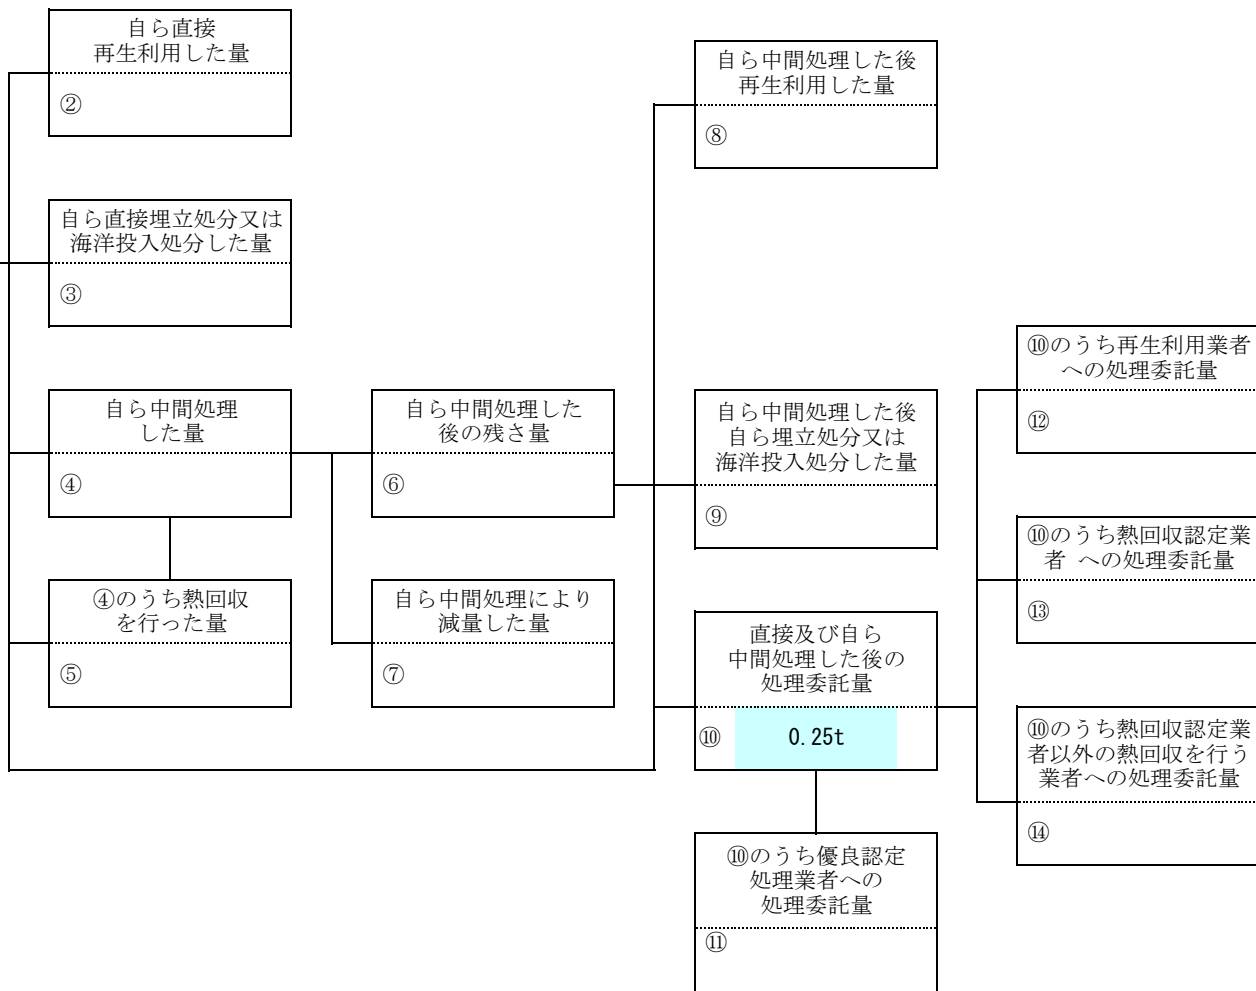 自ら直接
再生利用した量
②
自ら直接埋立処分又は
海洋投入処分した量
③
自ら中間処理
した量
④
④のうち熱回収
を行った量
⑤
自ら中間処理した
後の残さ量
⑥
自ら中間処理により
減量した量
⑦
自ら中間処理した後
再生利用した量
⑧
自ら中間処理した後
自ら埋立処分又は
海洋投入処分した量
⑨
直接及び自ら
中間処理した後の
処理委託量
⑩ 0.25t
⑩のうち優良認定
処理業者への
処理委託量
⑪
⑩のうち再生利用業者
への処理委託量
⑫
⑩のうち熱回収認定業
者 への処理委託量
⑬
⑩のうち熱回収認定業
者以外の熱回収を行う
業者への処理委託量
⑭